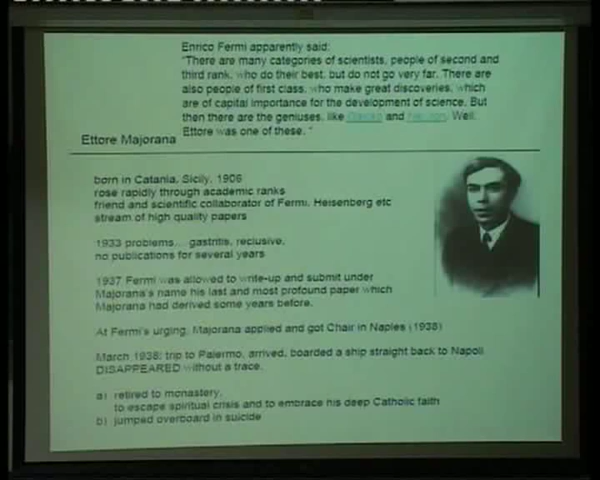 Enrico Fermi apparently said:
"There are many categories of scientists, people of second and
third rank, who do their best, but do not go very far. There are
also people of first class, who make great discoveries, which
are of capital importance for the development of science. But
then there are the geniuses, like Galileo and Newton. Well,
Ettore was one of these. "
Ettore Majorana
born in Catania, Sicily, 1906
rose rapidly through academic ranks
friend and scientific collaborator of Fermi, Heisenberg etc
stream of high quality papers
1933 problems... gastritis, reclusive,
no publications for several years
1937 Fermi was allowed to write-up and submit under
Majorana's name his last and most profound paper which
Majorana had derived some years before.
At Fermi's urging, Majorana applied and got Chair in Naples (1938)
March 1938: trip to Palermo, arrived, boarded a ship straight back to Napoli
DISAPPEARED without a trace.
a) retired to monastery,
to escape spiritual crisis and to embrace his deep Catholic faith
b) jumped overboard in suicide